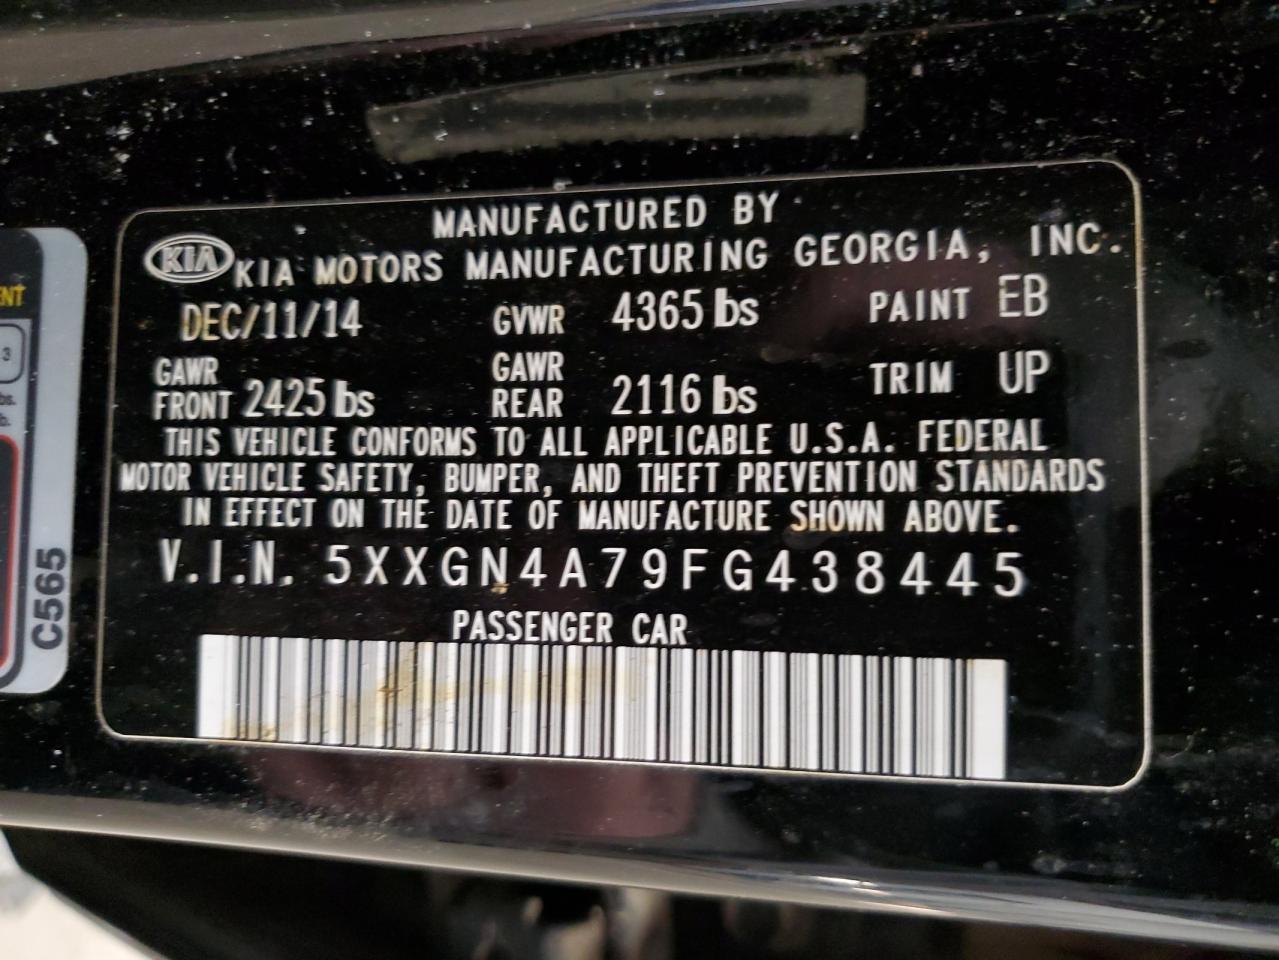 MANUFACTURED BY
KIA KIA MOTORS MANUFACTURING GEORGIA, INC.
DEC/11/14 GVWR 4365 lbs PAINT EB
GAWR FRONT 2425 lbs GAWR REAR 2116 lbs TRIM UP
THIS VEHICLE CONFORMS TO ALL APPLICABLE U.S.A. FEDERAL
MOTOR VEHICLE SAFETY, BUMPER, AND THEFT PREVENTION STANDARDS
IN EFFECT ON THE DATE OF MANUFACTURE SHOWN ABOVE.
V.I.N. 5XXGN4A79FG438445
PASSENGER CAR
3
C565